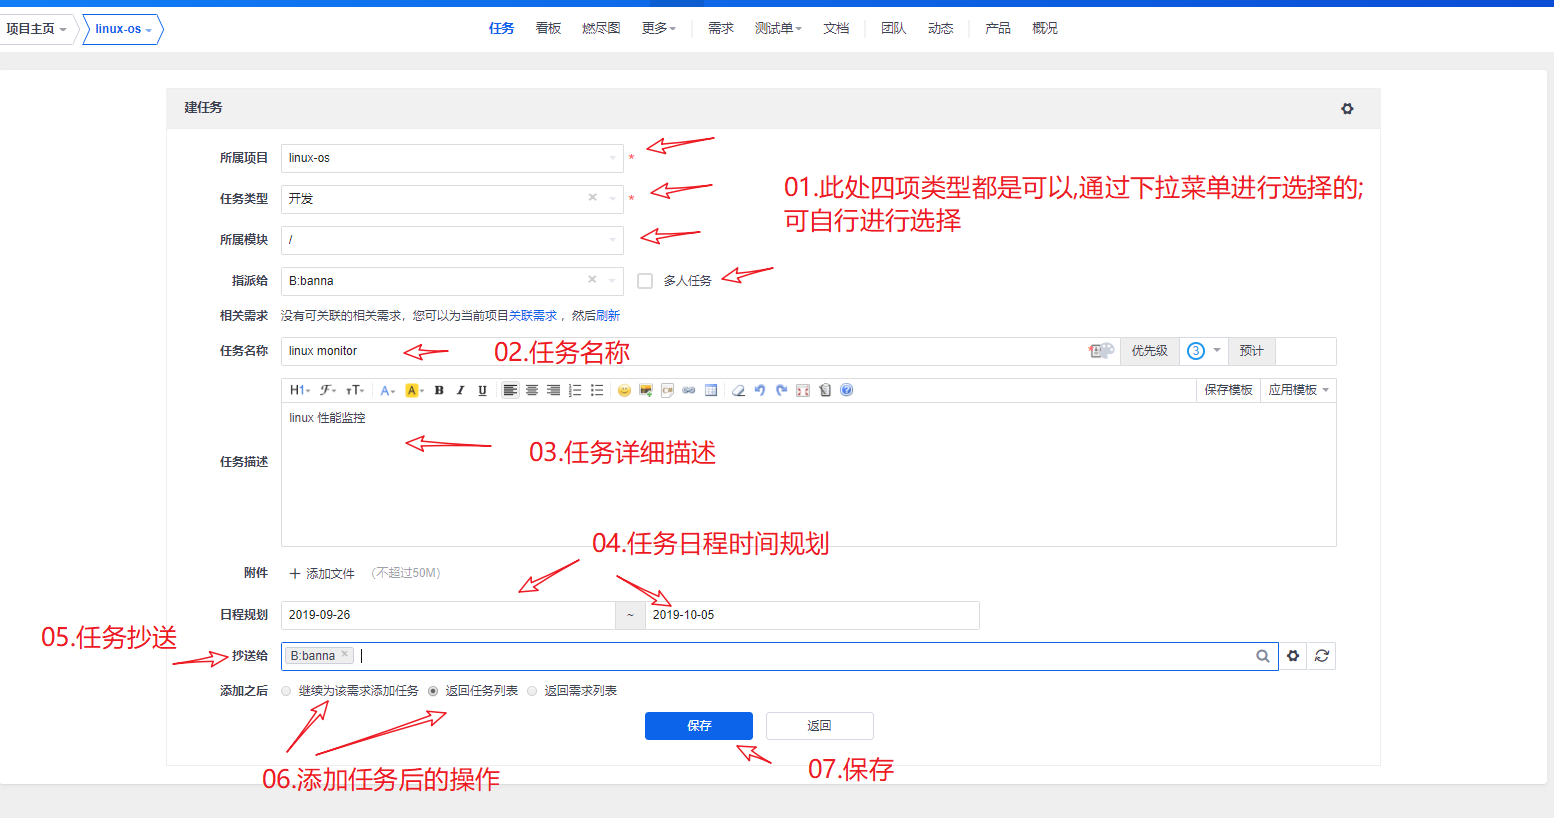 项目主页 linux-os 任务 看板 燃尽图 更多 需求 测试单 文档 团队 动态 产品 概况
建任务
所属项目 linux-os *
任务类型 开发 × *
01.此处四项类型都是可以,通过下拉菜单进行选择的;
可自行进行选择
所属模块 /
指派给 B:banna × 多人任务
相关需求 没有可关联的相关需求，您可以为当前项目关联需求 ，然后刷新
任务名称 linux monitor 02.任务名称 * 优先级 3 预计
H1 F TT A A B I U 保存模板 应用模板
linux 性能监控
03.任务详细描述
任务描述
04.任务日程时间规划
附件 + 添加文件 (不超过50M)
日程规划 2019-09-26 ~ 2019-10-05
05.任务抄送
抄送给 B:banna ×
添加之后 继续为该需求添加任务 返回任务列表 返回需求列表
保存 返回
06.添加任务后的操作
07.保存